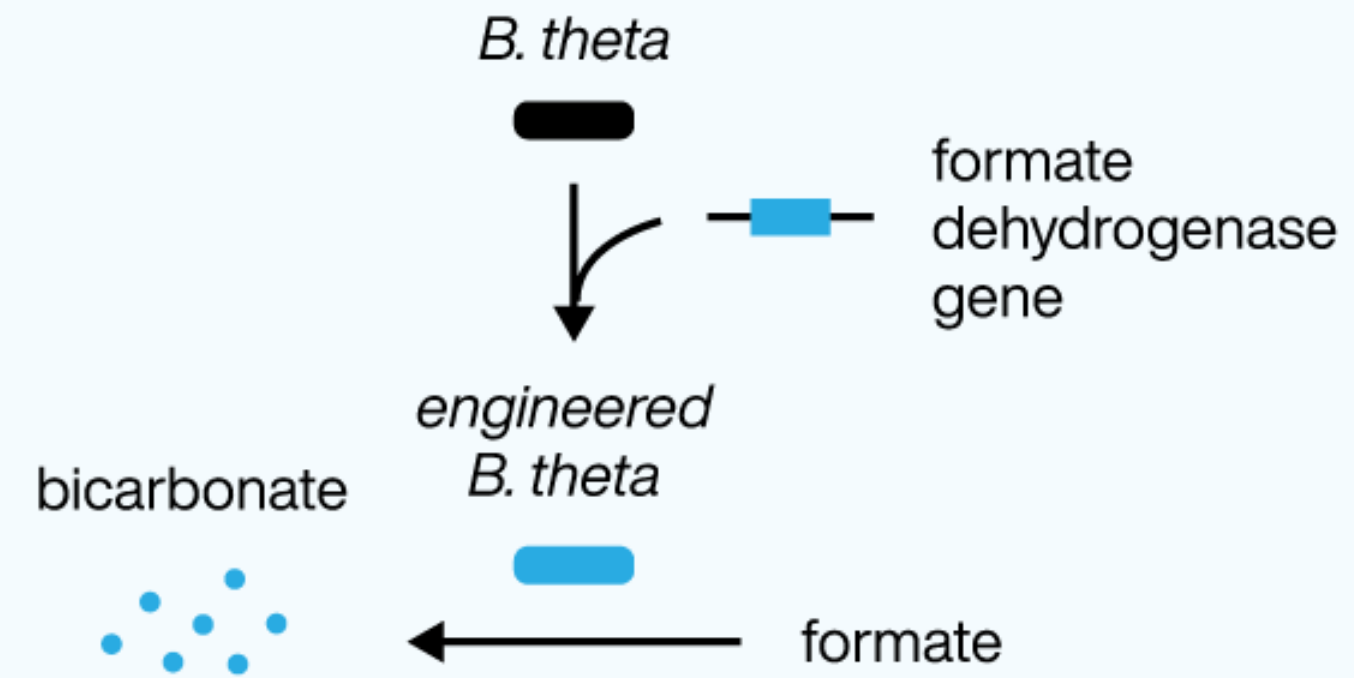 B. theta
formate
dehydrogenase
gene
engineered
B. theta
bicarbonate
formate